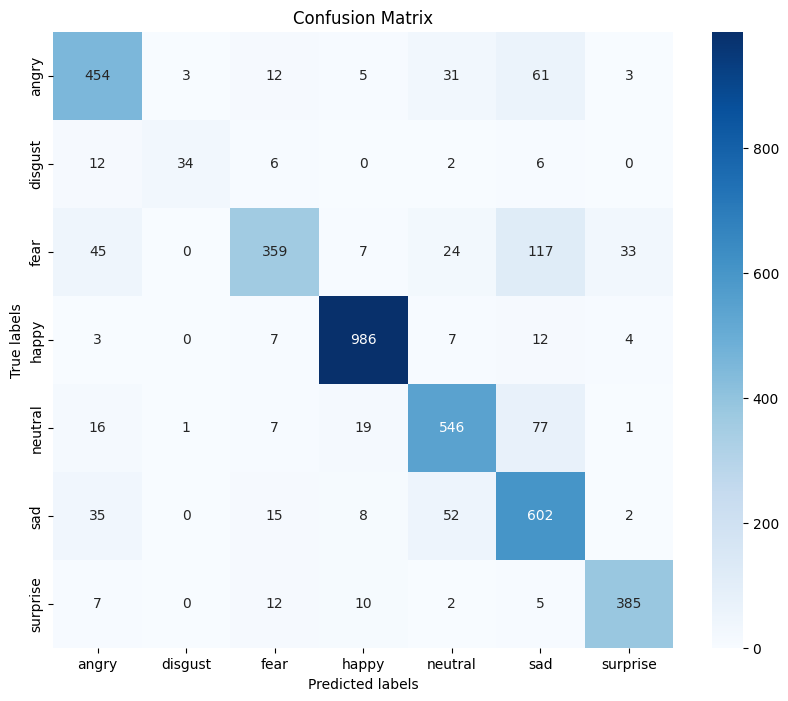 Confusion Matrix
angry 454 3 12 5 31 61 3
disgust 12 34 6 0 2 6 0
fear 45 0 359 7 24 117 33
happy 3 0 7 986 7 12 4
neutral 16 1 7 19 546 77 1
sad 35 0 15 8 52 602 2
surprise 7 0 12 10 2 5 385
angry disgust fear happy neutral sad surprise
Predicted labels
True labels
800
600
400
200
0